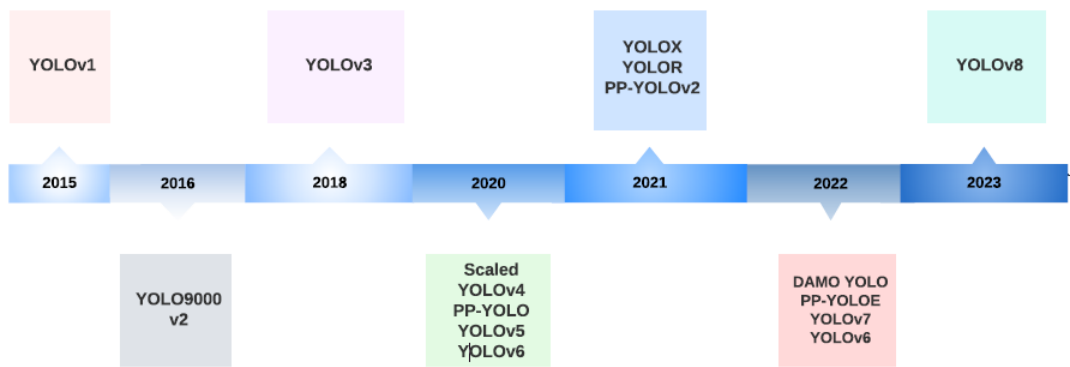 YOLOv1
YOLOv3
YOLOX
YOLOR
PP-YOLOv2
YOLOv8
2015
2016
2018
2020
2021
2022
2023
YOLO9000
v2
Scaled
YOLOv4
PP-YOLO
YOLOv5
YOLOv6
DAMO YOLO
PP-YOLOE
YOLOv7
YOLOv6